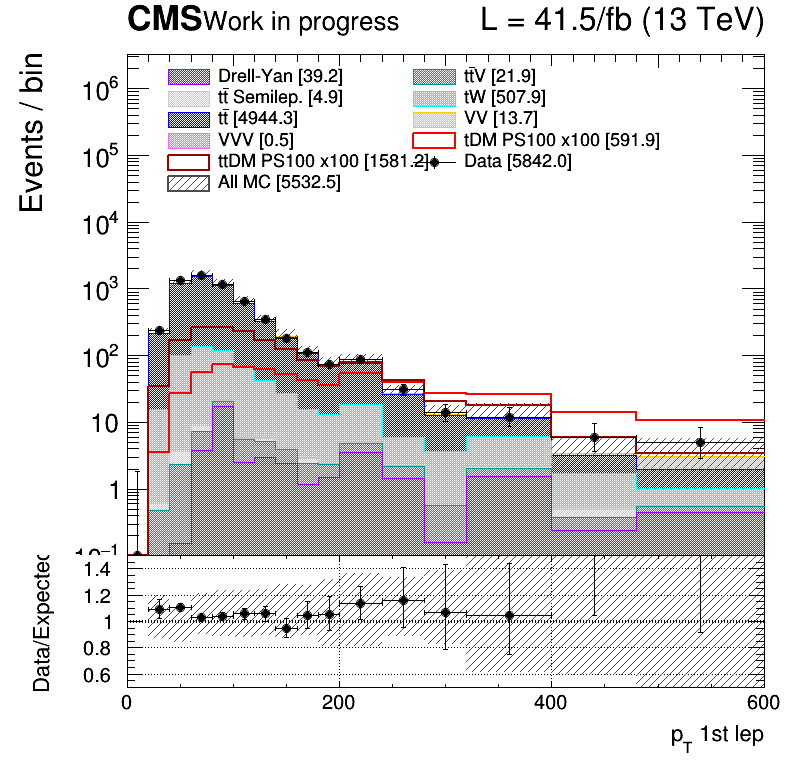 CMS Work in progress L = 41.5/fb (13 TeV)
Events / bin
10⁶
10⁵
10⁴
10³
10²
10
1
10⁻¹
Drell-Yan [39.2]
tt̄V [21.9]
tt̄ Semilep. [4.9]
tW [507.9]
tt̄ [4944.3]
VV [13.7]
VVV [0.5]
tDM PS100 x100 [591.9]
ttDM PS100 x100 [1581.2]
Data [5842.0]
All MC [5532.5]
Data/Expected
1.4
1.2
1
0.8
0.6
0 200 400 600
p_T 1st lep